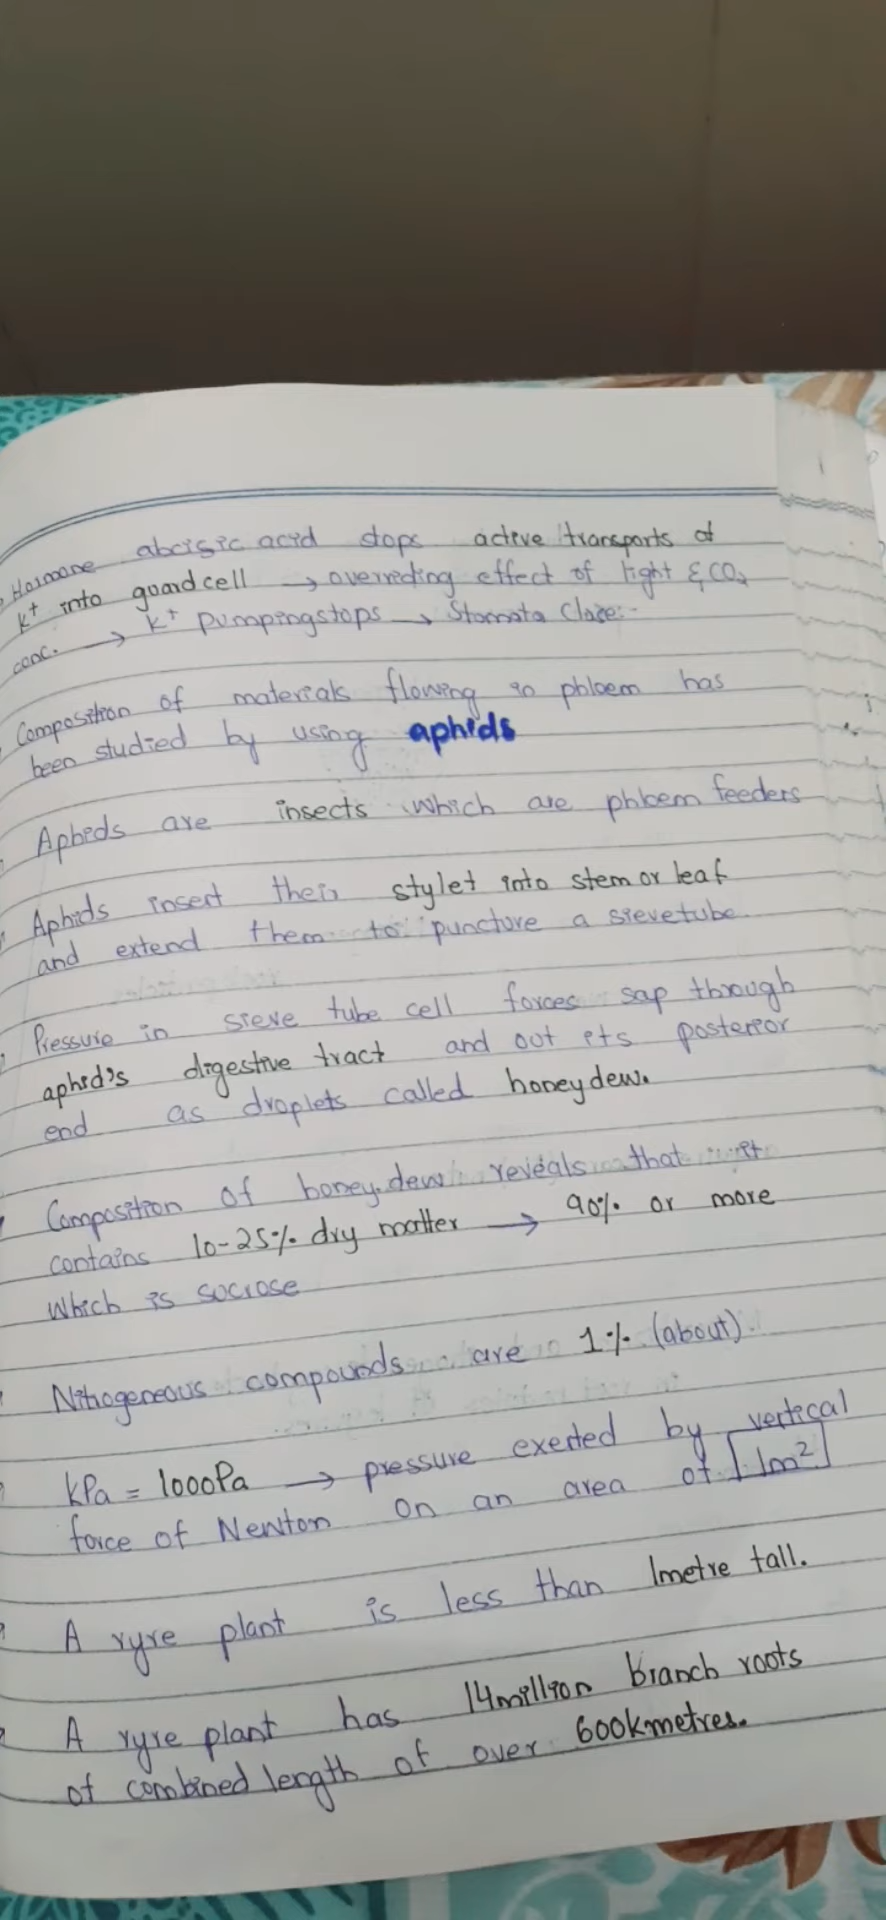 Hormone abcisic acid stops active transports of
K+ into guard cell → overreding effect of light & CO2
conc. → K+ pumping stops → Stomata Close:-
Composition of materials flowing in phloem has
been studied by using aphids
Aphids are insects which are phloem feeders
Aphids insert their stylet into stem or leaf
and extend them to puncture a sieve tube.
Pressure in sieve tube cell forces sap through
aphid's digestive tract and out its posterior
end as droplets called honeydew.
Composition of honey.dew reveals that it
contains 10-25% dry matter → 90% or more
which is sucrose
Nitrogeneous compounds are 1% (about).
kPa = 1000Pa → pressure exerted by vertical
force of Newton on an area of 1m²
A ryre plant is less than 1metre tall.
A ryre plant has 14million branch roots
of combined length of over 600kmetres.